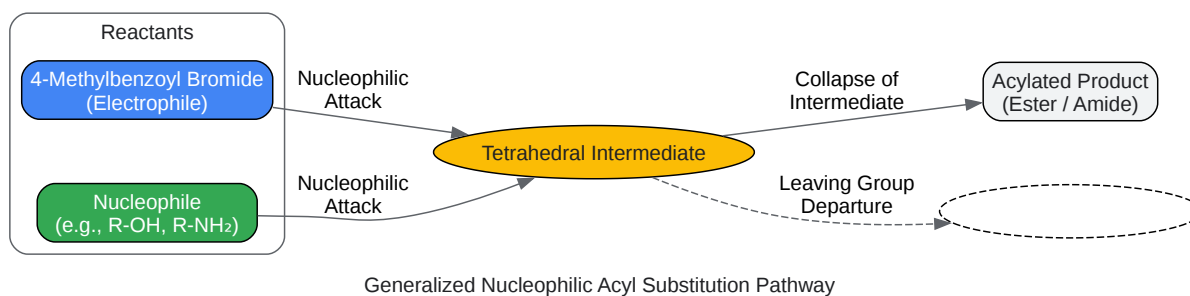 Reactants
4-Methylbenzoyl Bromide
(Electrophile)
Nucleophilic
Attack
Nucleophile
(e.g., R-OH, R-NH₂)
Nucleophilic
Attack
Tetrahedral Intermediate
Collapse of
Intermediate
Acylated Product
(Ester / Amide)
Leaving Group
Departure
Generalized Nucleophilic Acyl Substitution Pathway